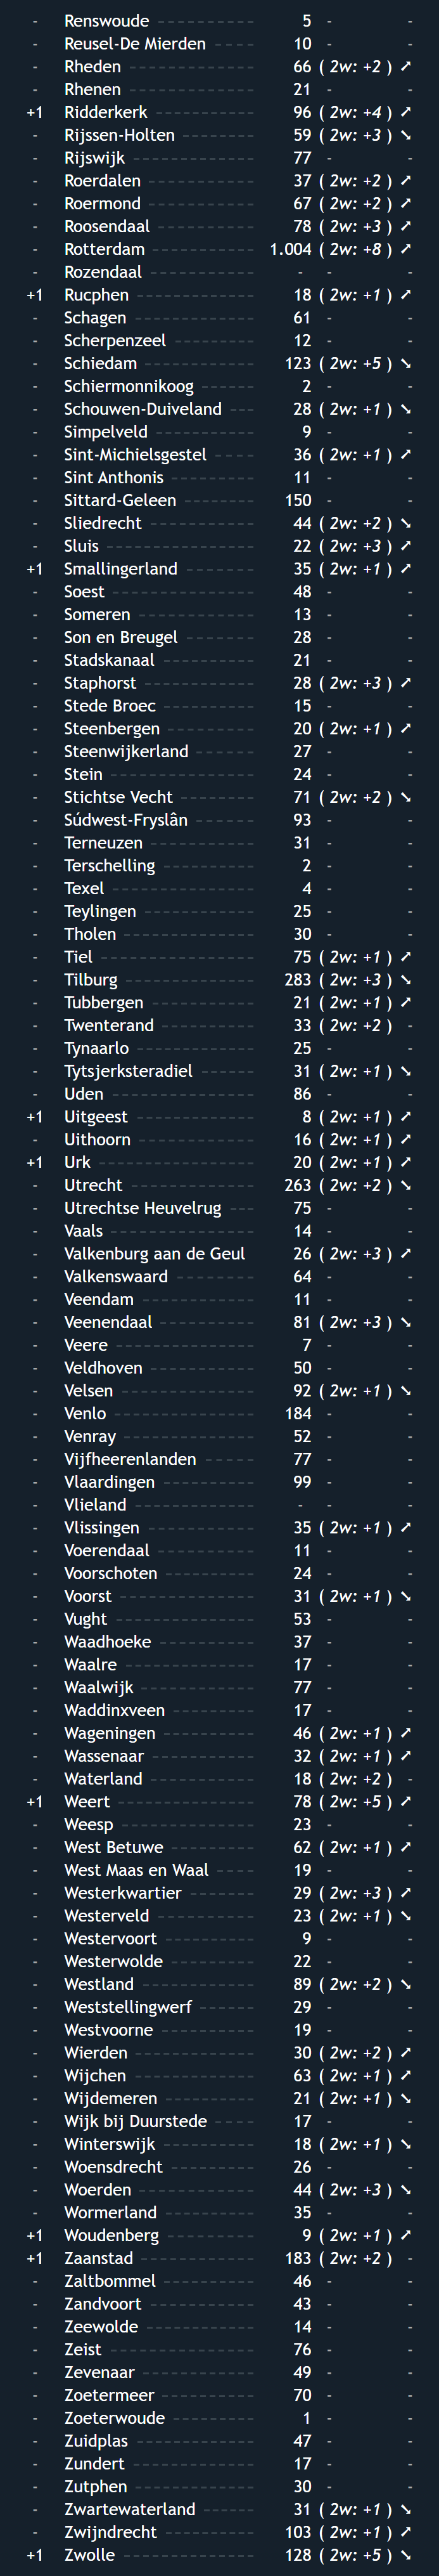 - Renswoude ----------- 5 - -
- Reusel-De Mierden ----- 10 - -
- Rheden -------------- 66 ( 2w: +2 ) ⤢
- Rhenen -------------- 21 - -
+1 Ridderkerk ----------- 96 ( 2w: +4 ) ⤢
- Rijssen-Holten --------- 59 ( 2w: +3 ) ⤡
- Rijswijk -------------- 77 - -
- Roerdalen ------------ 37 ( 2w: +2 ) ⤢
- Roermond ------------ 67 ( 2w: +2 ) ⤢
- Roosendaal ----------- 78 ( 2w: +3 ) ⤢
- Rotterdam ------------ 1.004 ( 2w: +8 ) ⤢
- Rozendaal ------------ - - -
+1 Rucphen ------------- 18 ( 2w: +1 ) ⤢
- Schagen ------------- 61 - -
- Scherpenzeel ---------- 12 - -
- Schiedam ------------ 123 ( 2w: +5 ) ⤡
- Schiermonnikoog ------ 2 - -
- Schouwen-Duiveland --- 28 ( 2w: +1 ) ⤡
- Simpelveld ----------- 9 - -
- Sint-Michielsgestel ---- 36 ( 2w: +1 ) ⤢
- Sint Anthonis ---------- 11 - -
- Sittard-Geleen -------- 150 - -
- Sliedrecht ------------ 44 ( 2w: +2 ) ⤡
- Sluis ---------------- 22 ( 2w: +3 ) ⤢
+1 Smallingerland -------- 35 ( 2w: +1 ) ⤢
- Soest ---------------- 48 - -
- Someren ------------- 13 - -
- Son en Breugel -------- 28 - -
- Stadskanaal ---------- 21 - -
- Staphorst ------------ 28 ( 2w: +3 ) ⤢
- Stede Broec ---------- 15 - -
- Steenbergen ---------- 20 ( 2w: +1 ) ⤢
- Steenwijkerland ------- 27 - -
- Stein ---------------- 24 - -
- Stichtse Vecht -------- 71 ( 2w: +2 ) ⤡
- Súdwest-Fryslân ------- 93 - -
- Terneuzen ------------ 31 - -
- Terschelling ---------- 2 - -
- Texel --------------- 4 - -
- Teylingen ------------ 25 - -
- Tholen -------------- 30 - -
- Tiel ----------------- 75 ( 2w: +1 ) ⤢
- Tilburg -------------- 283 ( 2w: +3 ) ⤡
- Tubbergen ------------ 21 ( 2w: +1 ) ⤢
- Twenterand ----------- 33 ( 2w: +2 ) -
- Tynaarlo ------------- 25 - -
- Tytsjerksteradiel ------ 31 ( 2w: +1 ) ⤡
- Uden ---------------- 86 - -
+1 Uitgeest ------------- 8 ( 2w: +1 ) ⤢
- Uithoorn ------------- 16 ( 2w: +1 ) ⤢
+1 Urk ----------------- 20 ( 2w: +1 ) ⤢
- Utrecht -------------- 263 ( 2w: +2 ) ⤡
- Utrechtse Heuvelrug --- 75 - -
- Vaals ---------------- 14 - -
- Valkenburg aan de Geul 26 ( 2w: +3 ) ⤢
- Valkenswaard --------- 64 - -
- Veendam ------------- 11 - -
- Veenendaal ----------- 81 ( 2w: +3 ) ⤡
- Veere --------------- 7 - -
- Veldhoven ------------ 50 - -
- Velsen -------------- 92 ( 2w: +1 ) ⤡
- Venlo --------------- 184 - -
- Venray -------------- 52 - -
- Vijfheerenlanden ------ 77 - -
- Vlaardingen ---------- 99 - -
- Vlieland ------------- - - -
- Vlissingen ------------ 35 ( 2w: +1 ) ⤢
- Voerendaal ----------- 11 - -
- Voorschoten ---------- 24 - -
- Voorst --------------- 31 ( 2w: +1 ) ⤡
- Vught --------------- 53 - -
- Waadhoeke ----------- 37 - -
- Waalre -------------- 17 - -
- Waalwijk ------------- 77 - -
- Waddinxveen --------- 17 - -
- Wageningen ---------- 46 ( 2w: +1 ) ⤢
- Wassenaar ------------ 32 ( 2w: +1 ) ⤢
- Waterland ------------ 18 ( 2w: +2 ) -
+1 Weert --------------- 78 ( 2w: +5 ) ⤢
- Weesp --------------- 23 - -
- West Betuwe ---------- 62 ( 2w: +1 ) ⤢
- West Maas en Waal ---- 19 - -
- Westerkwartier -------- 29 ( 2w: +3 ) ⤢
- Westerveld ----------- 23 ( 2w: +1 ) ⤡
- Westervoort ---------- 9 - -
- Westerwolde ---------- 22 - -
- Westland ------------- 89 ( 2w: +2 ) ⤡
- Weststellingwerf ------ 29 - -
- Westvoorne ----------- 19 - -
- Wierden ------------- 30 ( 2w: +2 ) ⤢
- Wijchen ------------- 63 ( 2w: +1 ) ⤢
- Wijdemeren ---------- 21 ( 2w: +1 ) ⤡
- Wijk bij Duurstede ---- 17 - -
- Winterswijk ---------- 18 ( 2w: +1 ) ⤡
- Woensdrecht ---------- 26 - -
- Woerden ------------- 44 ( 2w: +3 ) ⤡
- Wormerland ---------- 35 - -
+1 Woudenberg ---------- 9 ( 2w: +1 ) ⤢
+1 Zaanstad ------------ 183 ( 2w: +2 ) -
- Zaltbommel ---------- 46 - -
- Zandvoort ------------ 43 - -
- Zeewolde ------------ 14 - -
- Zeist ---------------- 76 - -
- Zevenaar ------------- 49 - -
- Zoetermeer ----------- 70 - -
- Zoeterwoude ---------- 1 - -
- Zuidplas ------------- 47 - -
- Zundert ------------- 17 - -
- Zutphen ------------- 30 - -
- Zwartewaterland ------ 31 ( 2w: +1 ) ⤡
- Zwijndrecht ---------- 103 ( 2w: +1 ) ⤢
+1 Zwolle -------------- 128 ( 2w: +5 ) ⤡